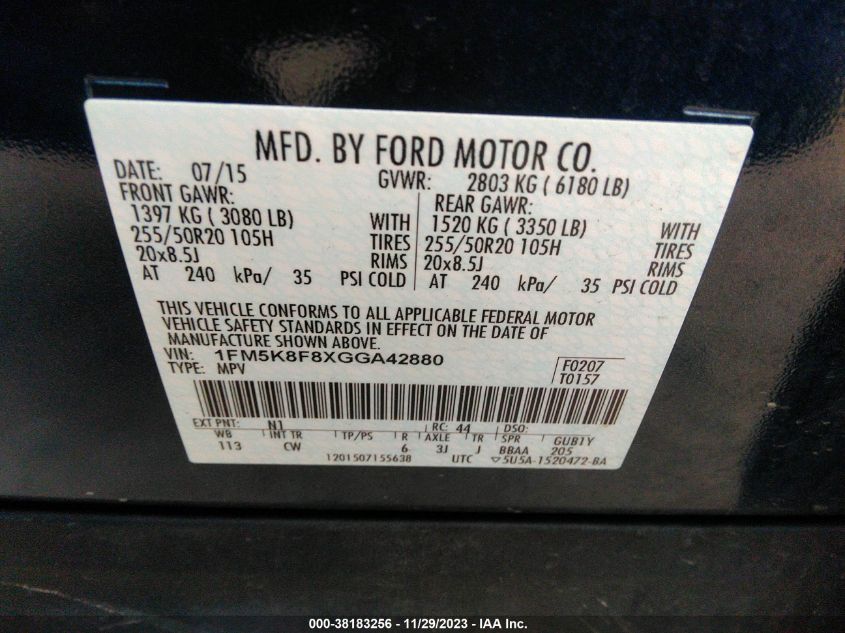 MFD. BY FORD MOTOR CO.
DATE: 07/15 GVWR: 2803 KG ( 6180 LB)
FRONT GAWR: REAR GAWR:
1397 KG ( 3080 LB) WITH 1520 KG ( 3350 LB) WITH
255/50R20 105H TIRES 255/50R20 105H TIRES
20x8.5J RIMS 20x8.5J RIMS
AT 240 kPa/ 35 PSI COLD AT 240 kPa/ 35 PSI COLD
THIS VEHICLE CONFORMS TO ALL APPLICABLE FEDERAL MOTOR
VEHICLE SAFETY STANDARDS IN EFFECT ON THE DATE OF
MANUFACTURE SHOWN ABOVE.
VIN: 1FM5K8F8XGGA42880 F0207
TYPE: MPV T0157
EXT PNT: N1 RC: 44 DSO:
WB INT TR TP/PS R AXLE TR SPR GUB1Y
113 CW 6 3J J BBAA 205
1201507155638 UTC ▽5U5A-1520472-BA
000-38183256 - 11/29/2023 - IAA Inc.